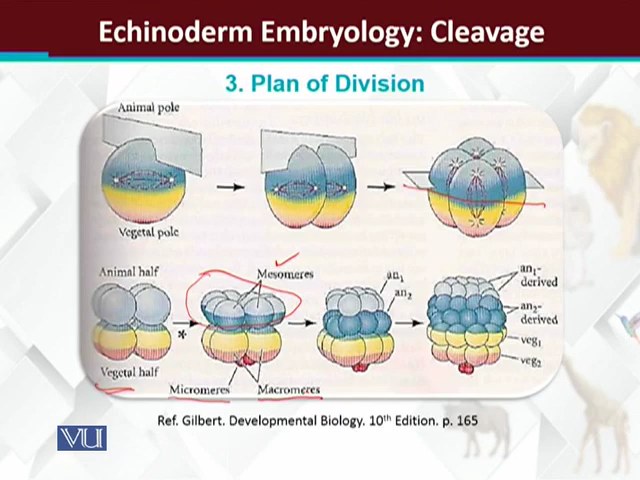 Echinoderm Embryology: Cleavage
3. Plan of Division
Animal pole
Vegetal pole
Animal half
Mesomeres
an1
an2
an1-
derived
an2-
derived
veg1
veg2
*
Vegetal half
Micromeres
Macromeres
Ref. Gilbert. Developmental Biology. 10th Edition. p. 165
VU